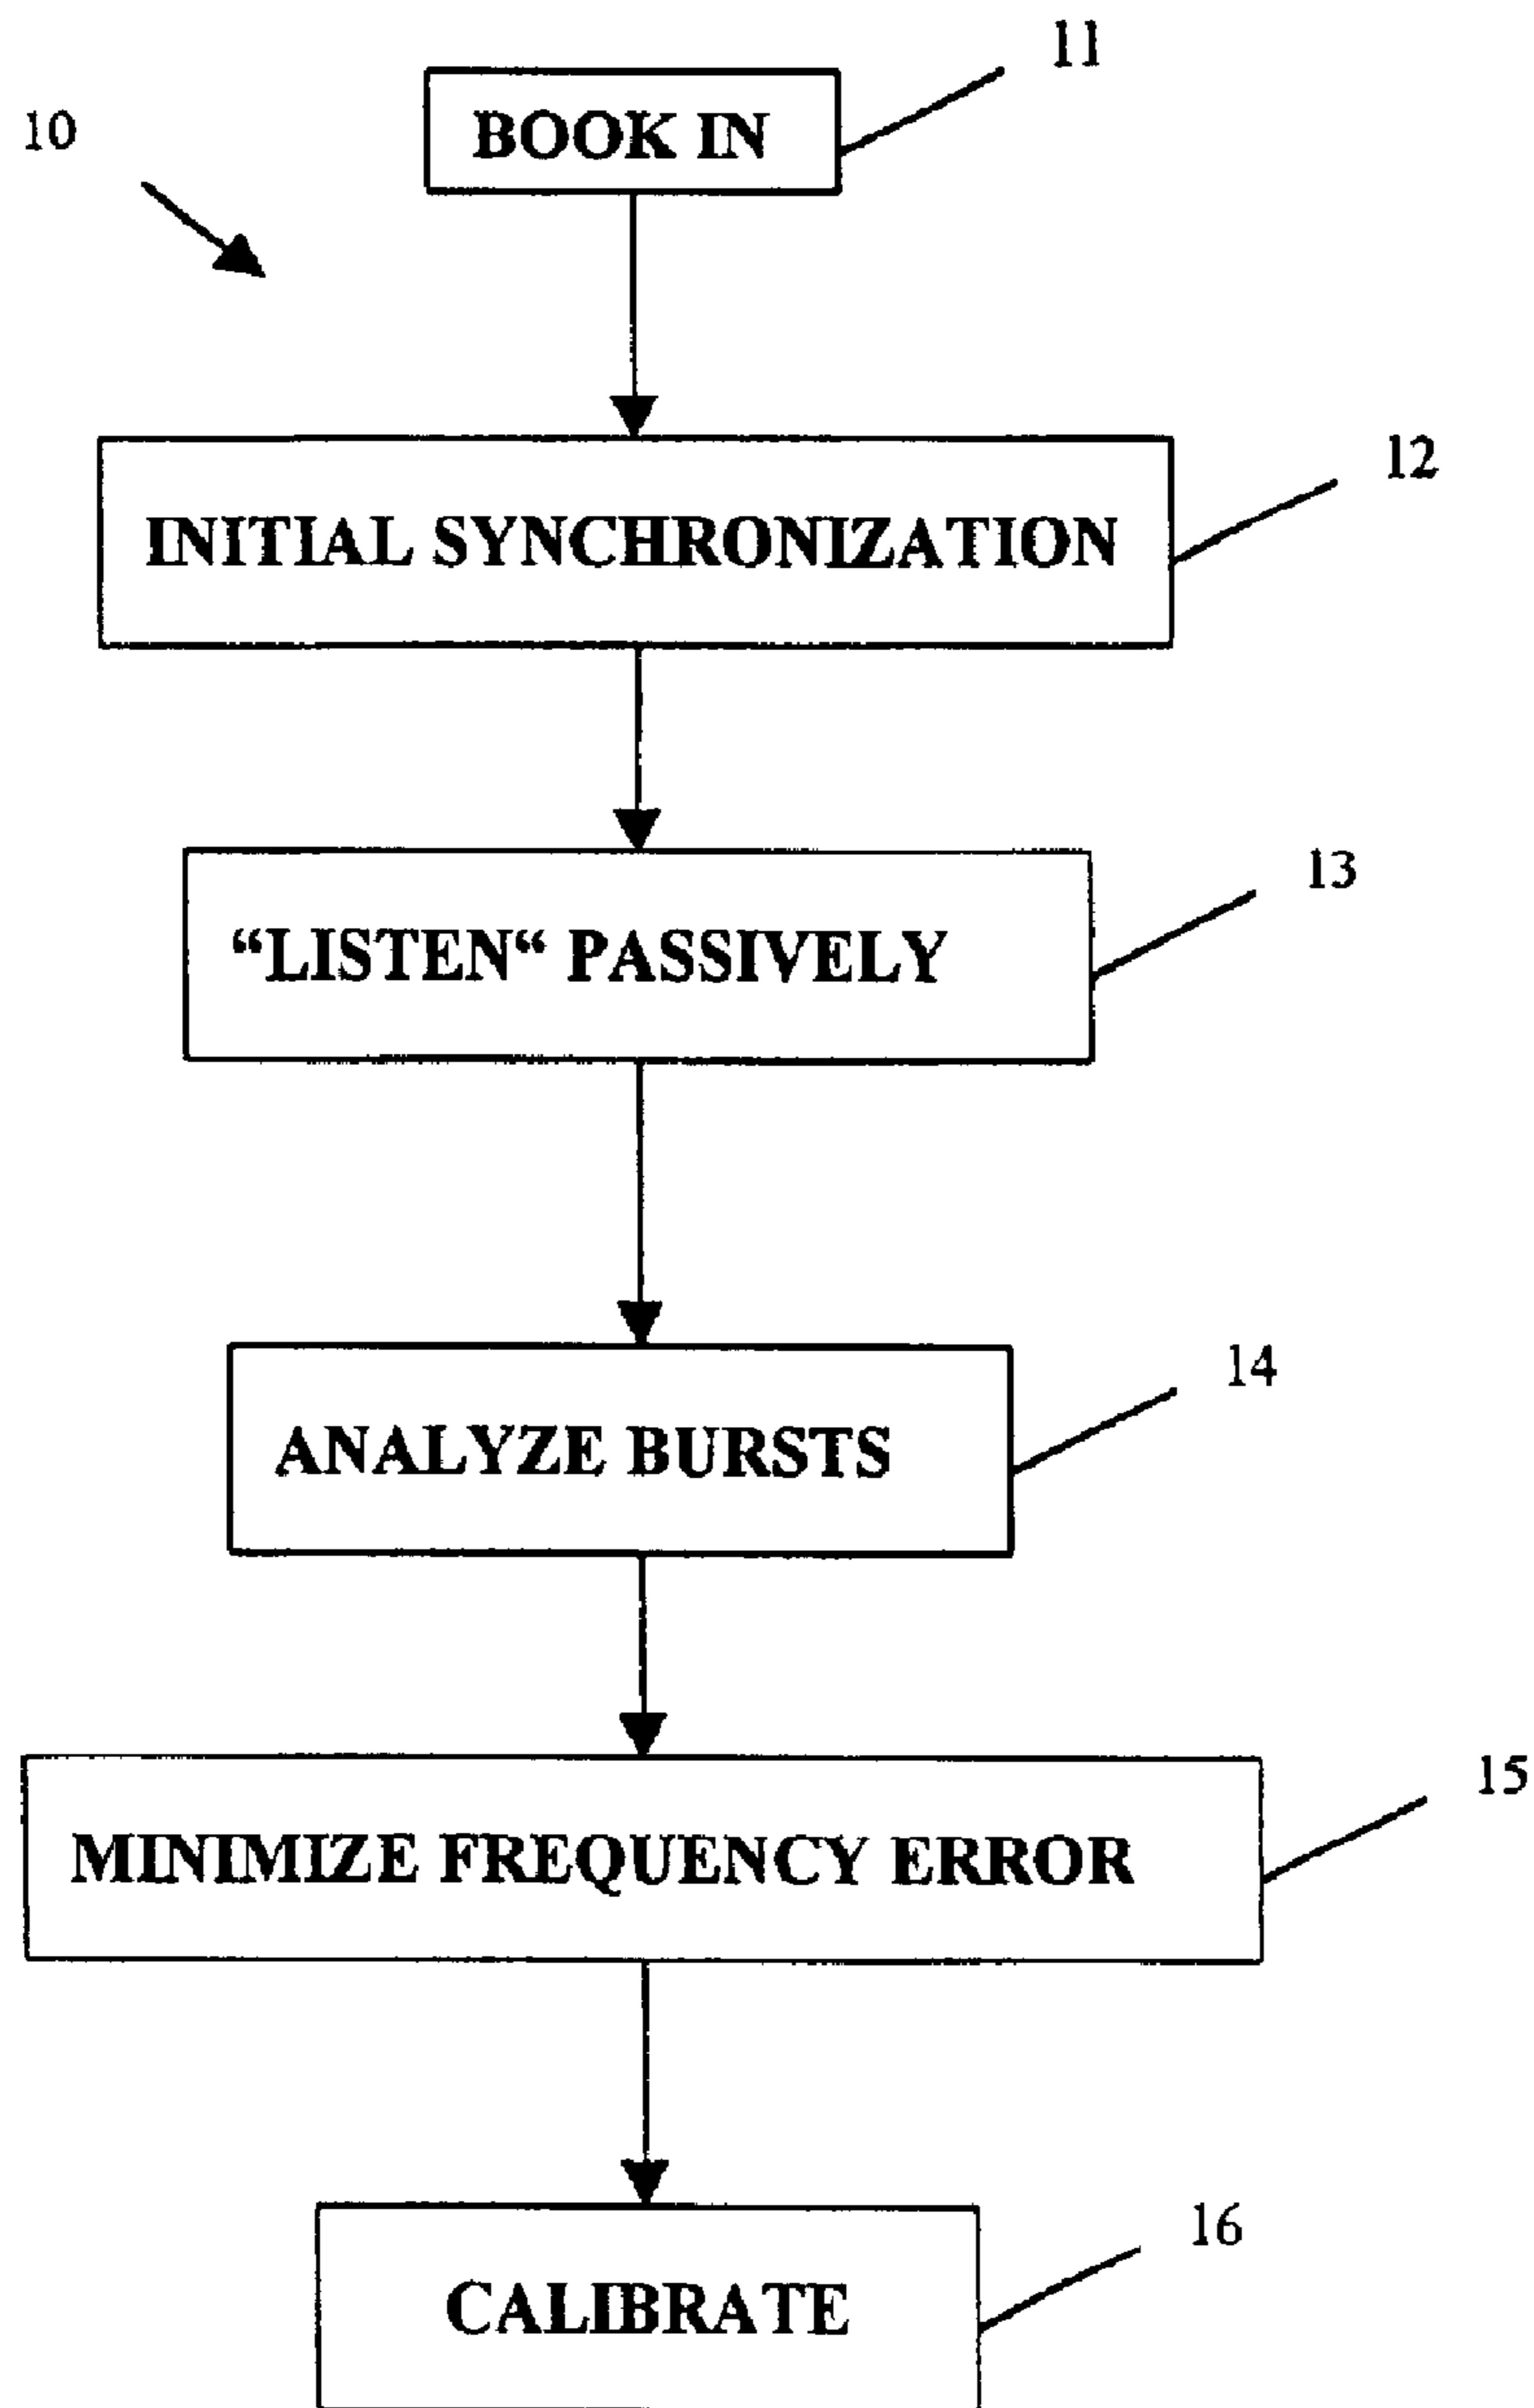 11
10
BOOK IN
12
INITIAL SYNCHRONIZATION
13
“LISTEN“ PASSIVELY
14
ANALYZE BURSTS
15
MINIMIZE FREQUENCY ERROR
16
CALIBRATE